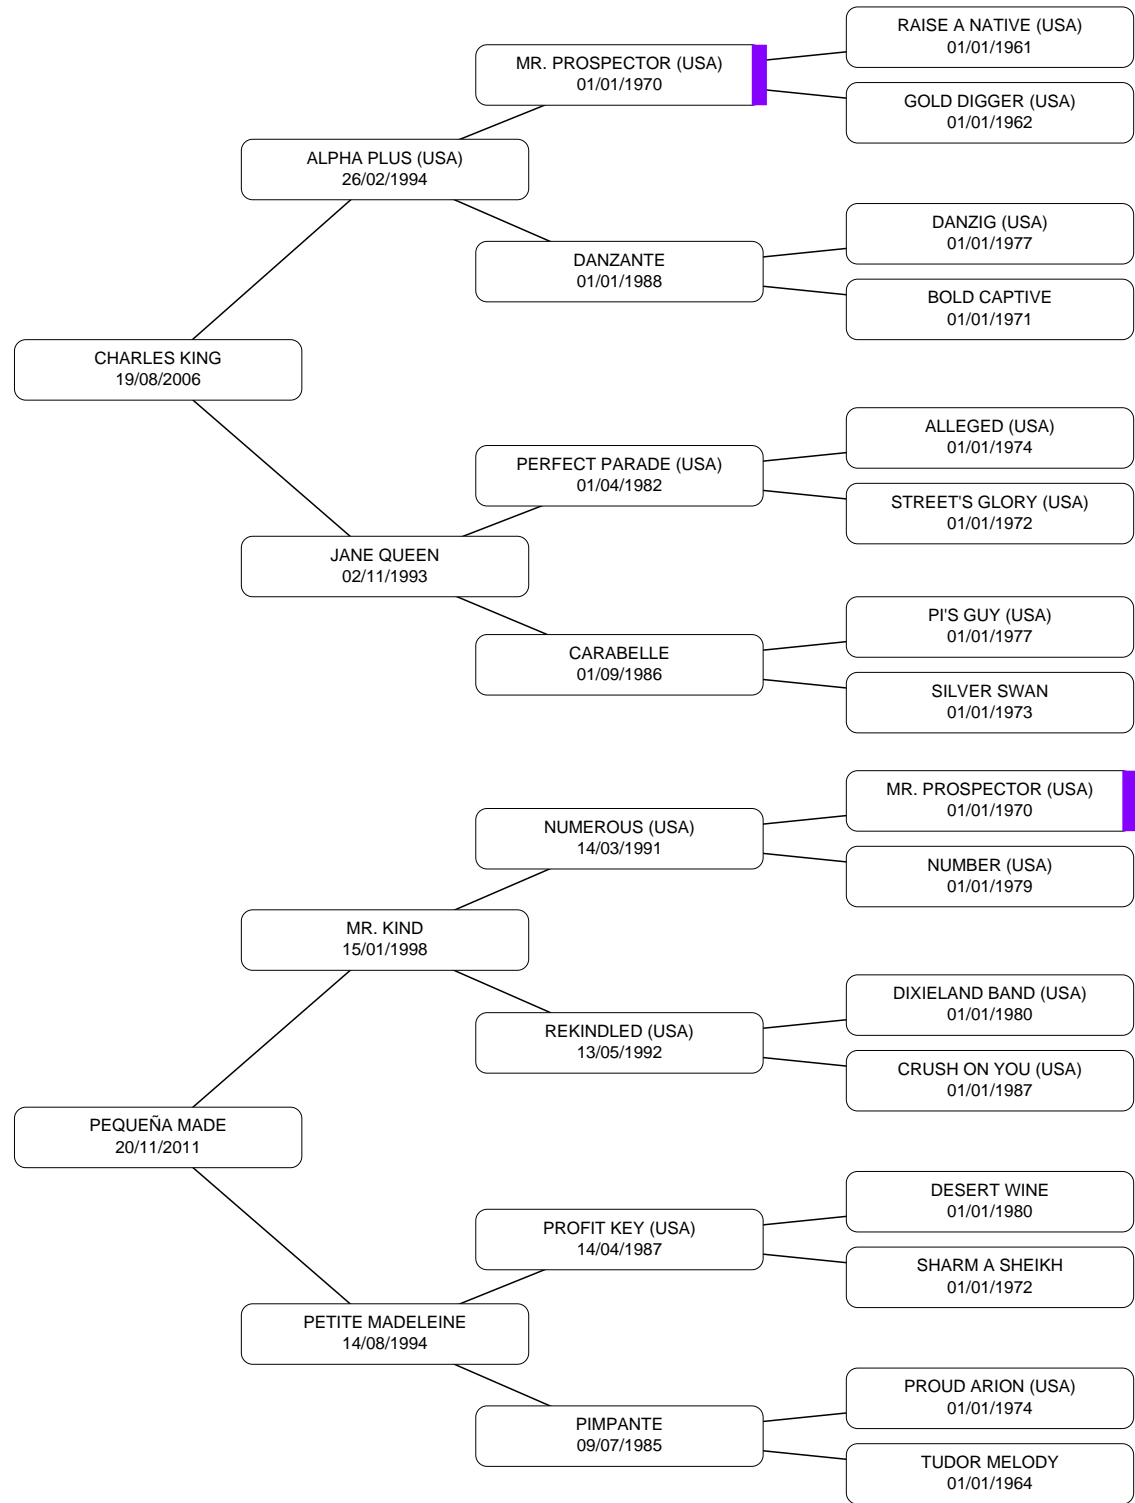 RAISE A NATIVE (USA)
01/01/1961
MR. PROSPECTOR (USA)
01/01/1970
GOLD DIGGER (USA)
01/01/1962
ALPHA PLUS (USA)
26/02/1994
DANZIG (USA)
01/01/1977
DANZANTE
01/01/1988
BOLD CAPTIVE
01/01/1971
CHARLES KING
19/08/2006
ALLEGED (USA)
01/01/1974
PERFECT PARADE (USA)
01/04/1982
STREET'S GLORY (USA)
01/01/1972
JANE QUEEN
02/11/1993
PI'S GUY (USA)
01/01/1977
CARABELLE
01/09/1986
SILVER SWAN
01/01/1973
MR. PROSPECTOR (USA)
01/01/1970
NUMEROUS (USA)
14/03/1991
NUMBER (USA)
01/01/1979
MR. KIND
15/01/1998
DIXIELAND BAND (USA)
01/01/1980
REKINDLED (USA)
13/05/1992
CRUSH ON YOU (USA)
01/01/1987
PEQUEÑA MADE
20/11/2011
DESERT WINE
01/01/1980
PROFIT KEY (USA)
14/04/1987
SHARM A SHEIKH
01/01/1972
PETITE MADELEINE
14/08/1994
PROUD ARION (USA)
01/01/1974
PIMPANTE
09/07/1985
TUDOR MELODY
01/01/1964